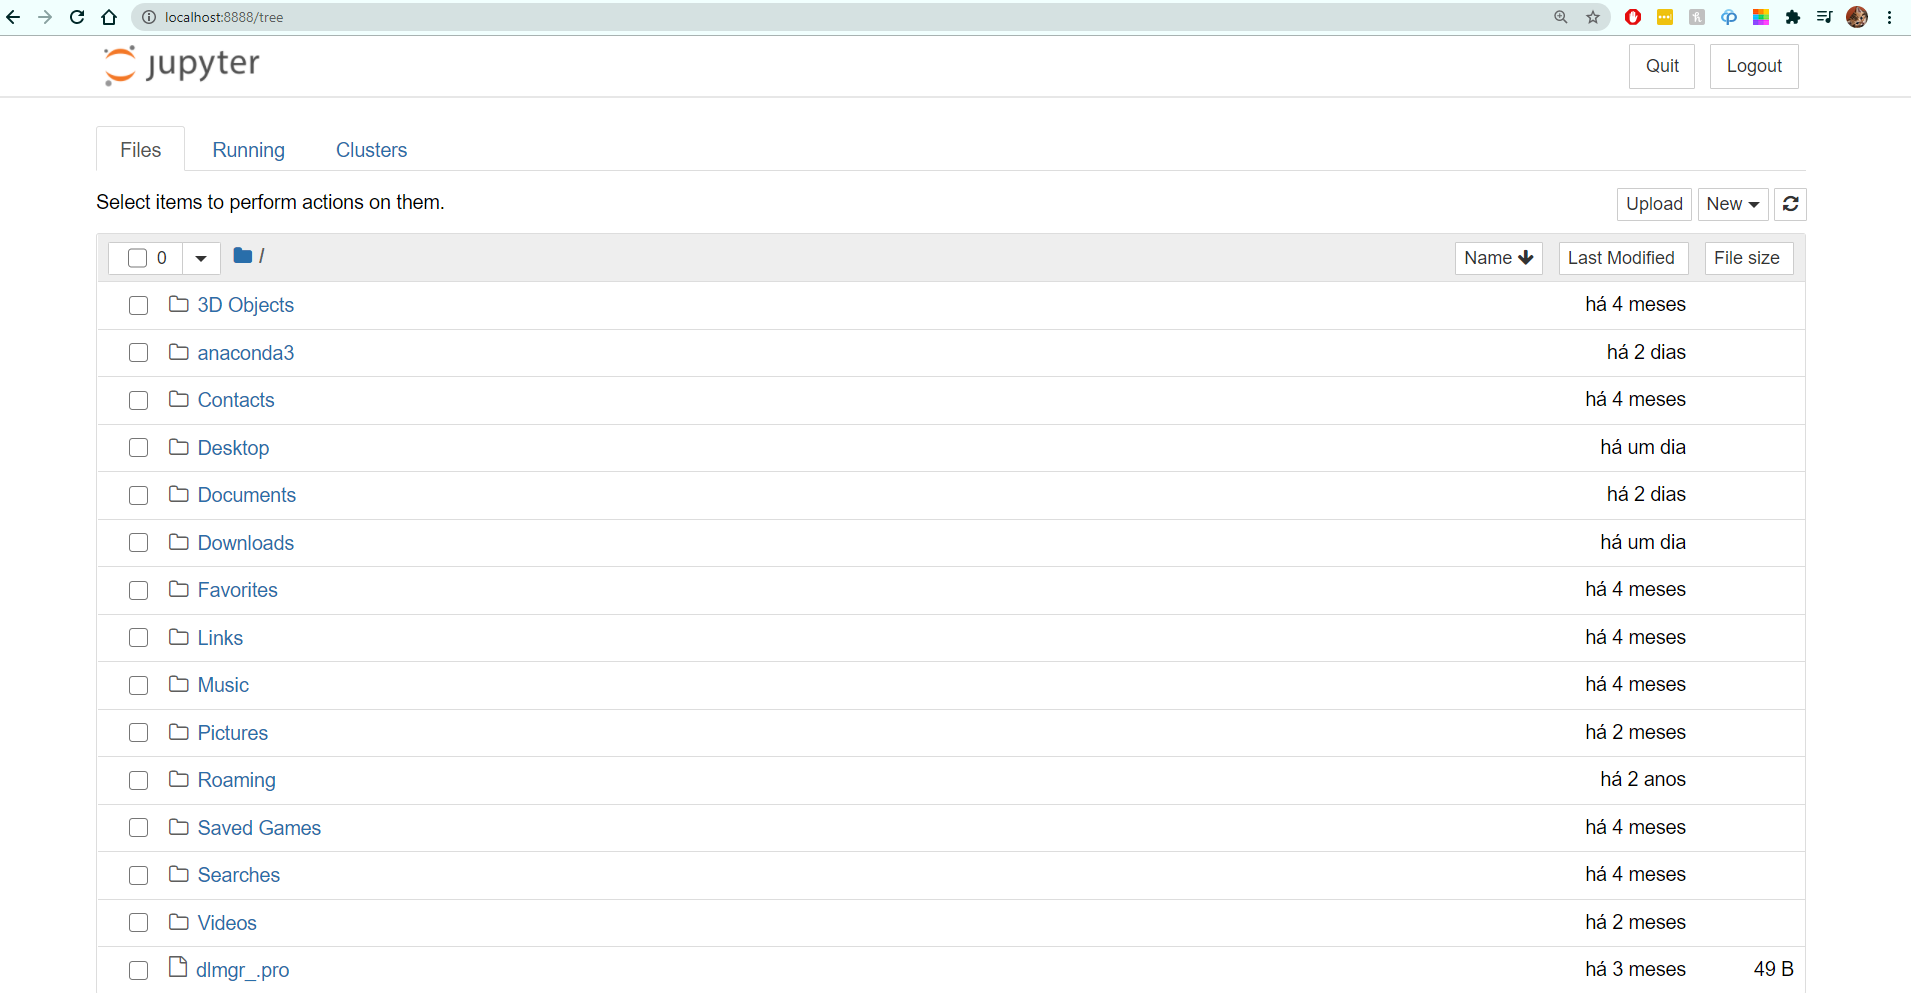 localhost:8888/tree
jupyter
Quit Logout
Files Running Clusters
Select items to perform actions on them.
Upload New
0 / Name Last Modified File size
3D Objects há 4 meses
anaconda3 há 2 dias
Contacts há 4 meses
Desktop há um dia
Documents há 2 dias
Downloads há um dia
Favorites há 4 meses
Links há 4 meses
Music há 4 meses
Pictures há 2 meses
Roaming há 2 anos
Saved Games há 4 meses
Searches há 4 meses
Videos há 2 meses
dlmgr_.pro há 3 meses 49 B